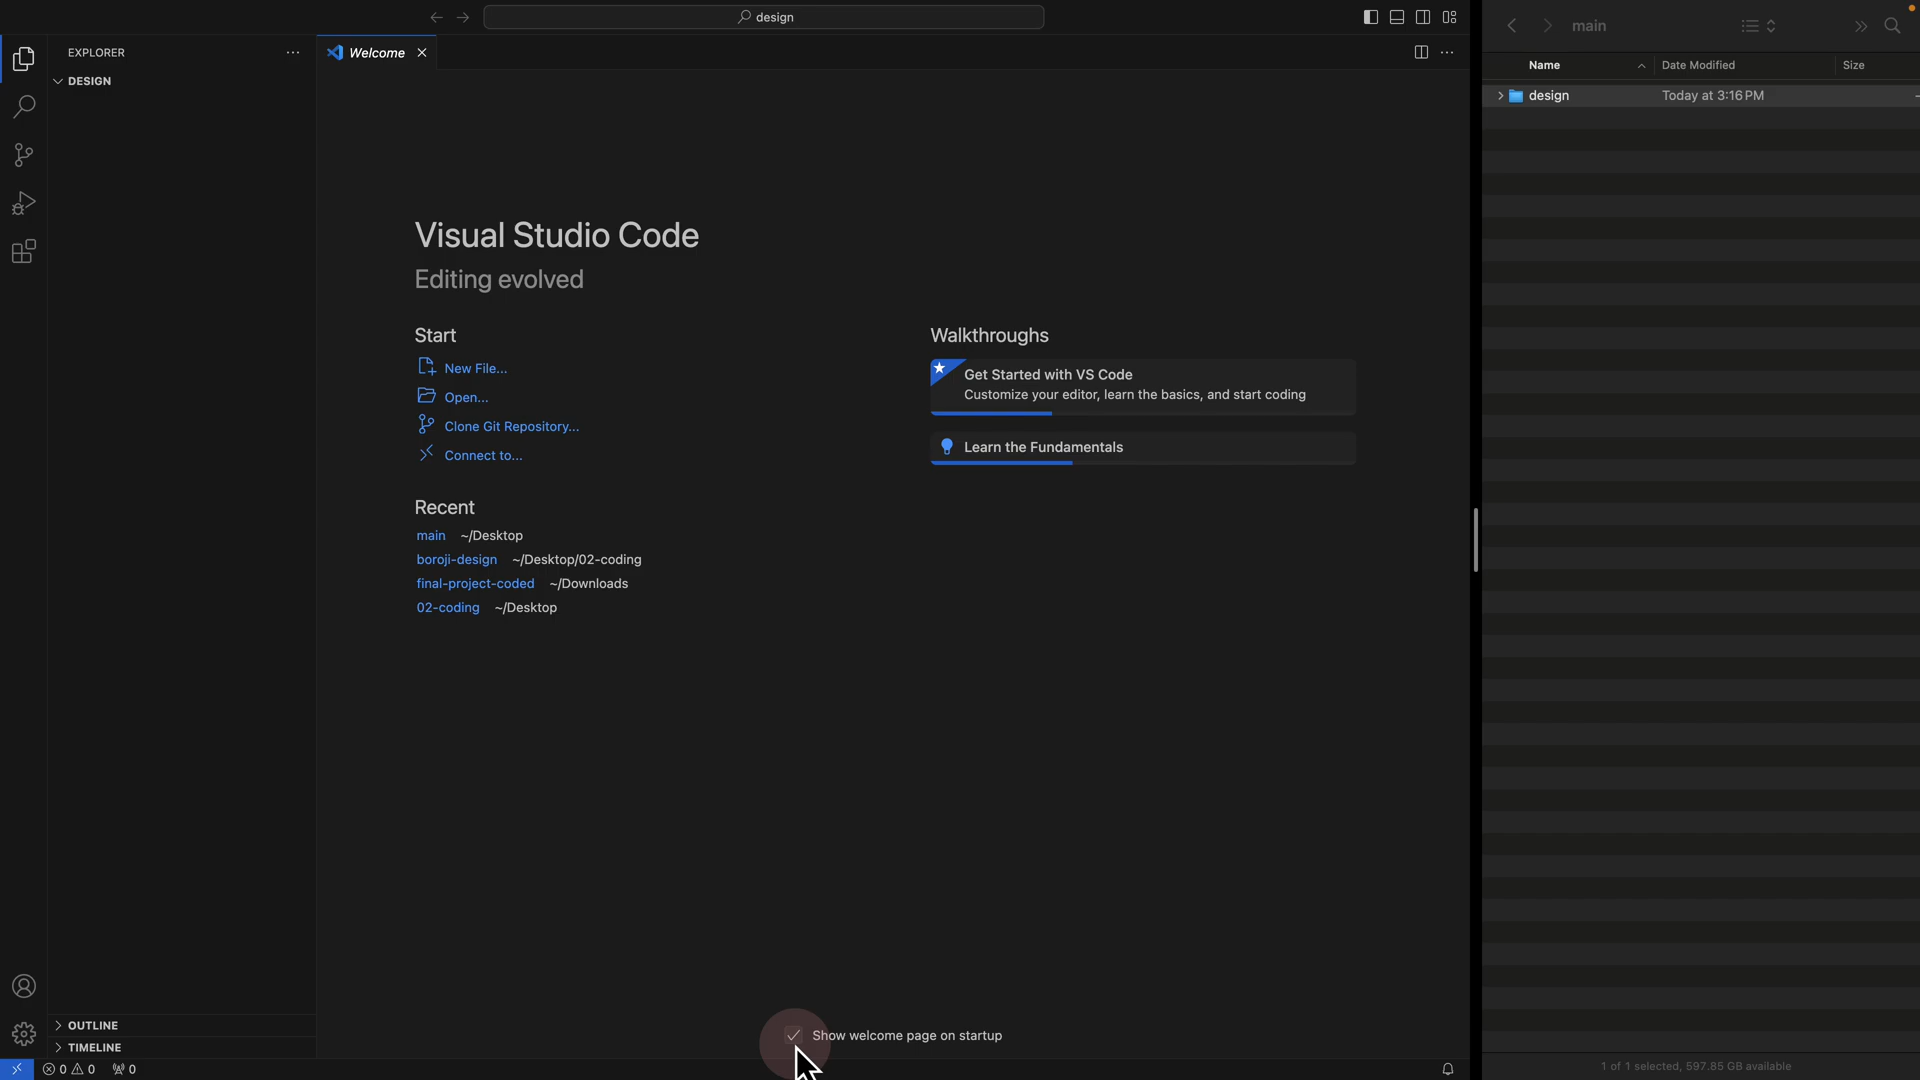 design
EXPLORER
DESIGN
Welcome
Visual Studio Code
Editing evolved
Start
New File...
Open...
Clone Git Repository...
Connect to...
Recent
main ~/Desktop
boroji-design ~/Desktop/02-coding
final-project-coded ~/Downloads
02-coding ~/Desktop
Walkthroughs
Get Started with VS Code
Customize your editor, learn the basics, and start coding
Learn the Fundamentals
Show welcome page on startup
OUTLINE
TIMELINE
0 0 0
main
Name Date Modified Size
design Today at 3:16 PM --
1 of 1 selected, 597.85 GB available